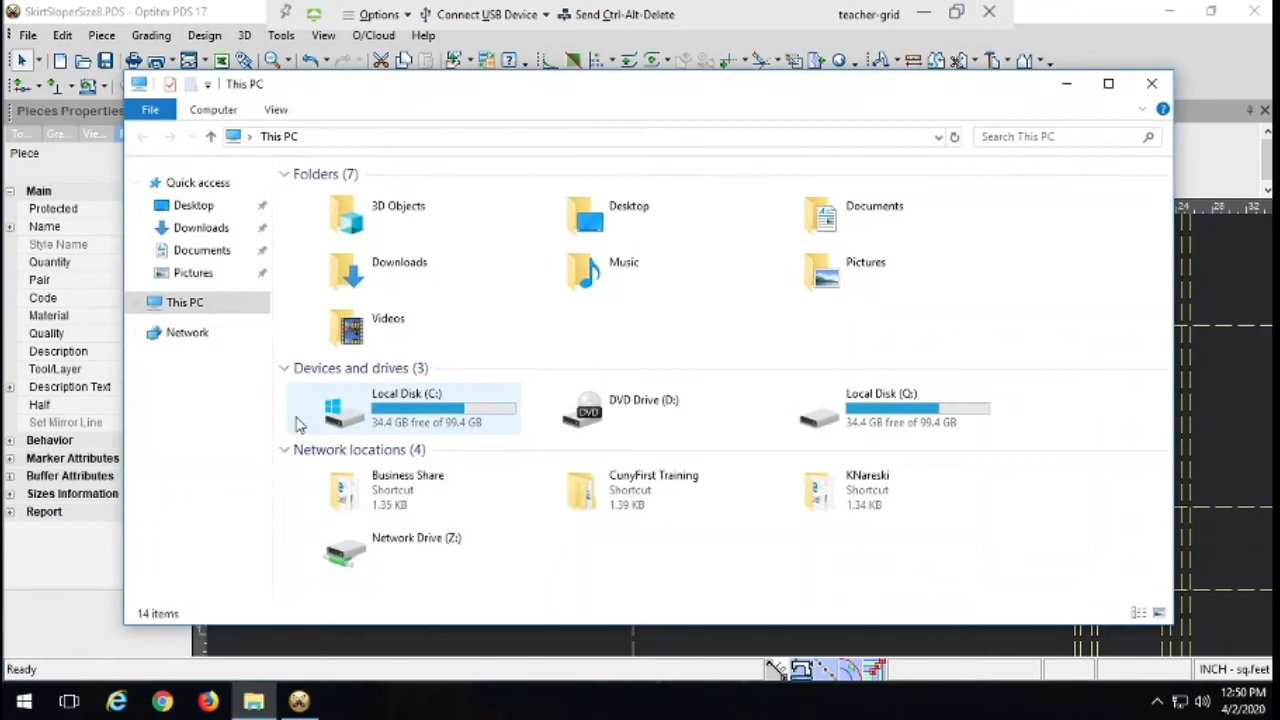 SkirtSloperSize8.PDS - Optitex PDS 17
Options
Connect USB Device
Send Ctrl-Alt-Delete
teacher-grid
File Edit Piece Grading Design 3D Tools View O/Cloud Help
This PC
Pieces Properties
File Computer View
This PC
Search This PC
To... Gra... Vie...
Piece
Main
Protected
Name
Style Name
Quantity
Pair
Code
Material
Quality
Description
Tool/Layer
Description Text
Half
Set Mirror Line
Behavior
Marker Attributes
Buffer Attributes
Sizes Information
Report
Quick access
Desktop
Downloads
Documents
Pictures
This PC
Network
Folders (7)
3D Objects
Desktop
Documents
Downloads
Music
Pictures
Videos
Devices and drives (3)
Local Disk (C:)
34.4 GB free of 99.4 GB
DVD Drive (D:)
DVD
Local Disk (Q:)
34.4 GB free of 99.4 GB
Network locations (4)
Business Share
Shortcut
1.35 KB
CunyFirst Training
Shortcut
1.39 KB
KNareski
Shortcut
1.34 KB
Network Drive (Z:)
14 items
24 28 32
Ready
INCH - sq.feet
12:50 PM
4/2/2020